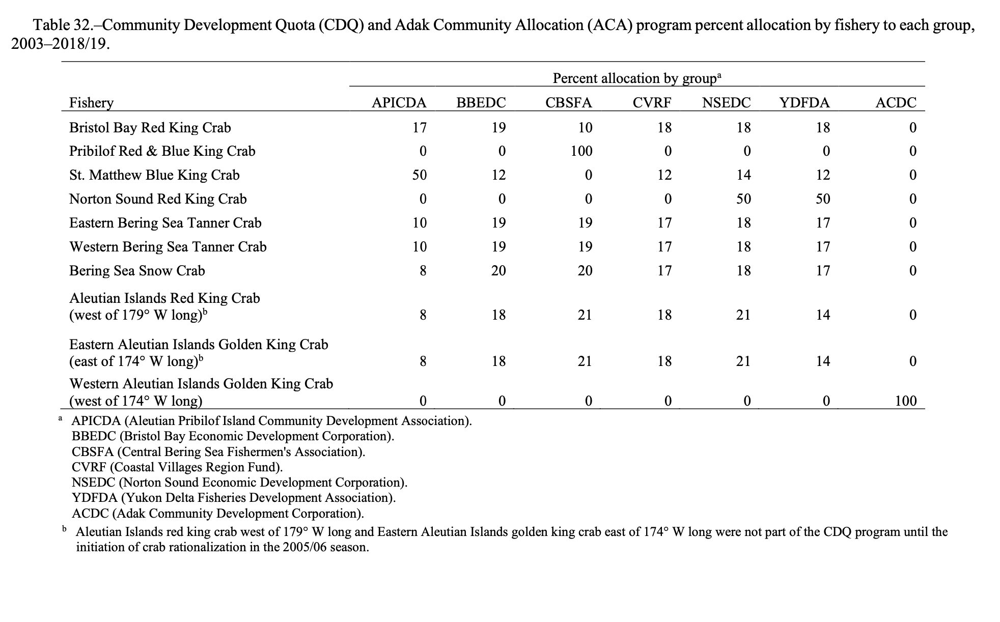 Table 32.–Community Development Quota (CDQ) and Adak Community Allocation (ACA) program percent allocation by fishery to each group,
2003–2018/19.
Percent allocation by groupᵃ
Fishery APICDA BBEDC CBSFA CVRF NSEDC YDFDA ACDC
Bristol Bay Red King Crab 17 19 10 18 18 18 0
Pribilof Red & Blue King Crab 0 0 100 0 0 0 0
St. Matthew Blue King Crab 50 12 0 12 14 12 0
Norton Sound Red King Crab 0 0 0 0 50 50 0
Eastern Bering Sea Tanner Crab 10 19 19 17 18 17 0
Western Bering Sea Tanner Crab 10 19 19 17 18 17 0
Bering Sea Snow Crab 8 20 20 17 18 17 0
Aleutian Islands Red King Crab
(west of 179° W long)ᵇ 8 18 21 18 21 14 0
Eastern Aleutian Islands Golden King Crab
(east of 174° W long)ᵇ 8 18 21 18 21 14 0
Western Aleutian Islands Golden King Crab
(west of 174° W long) 0 0 0 0 0 0 100
ᵃ APICDA (Aleutian Pribilof Island Community Development Association).
BBEDC (Bristol Bay Economic Development Corporation).
CBSFA (Central Bering Sea Fishermen's Association).
CVRF (Coastal Villages Region Fund).
NSEDC (Norton Sound Economic Development Corporation).
YDFDA (Yukon Delta Fisheries Development Association).
ACDC (Adak Community Development Corporation).
ᵇ Aleutian Islands red king crab west of 179° W long and Eastern Aleutian Islands golden king crab east of 174° W long were not part of the CDQ program until the
initiation of crab rationalization in the 2005/06 season.